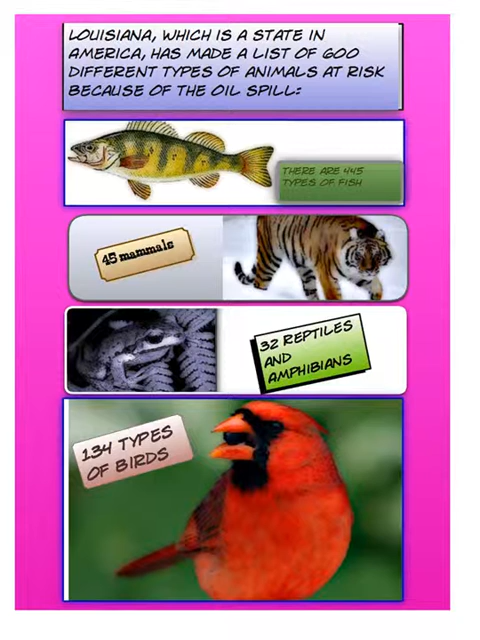 LOUISIANA, WHICH IS A STATE IN
AMERICA, HAS MADE A LIST OF 600
DIFFERENT TYPES OF ANIMALS AT RISK
BECAUSE OF THE OIL SPILL:
THERE ARE 445
TYPES OF FISH
45 mammals
32 REPTILES
AND
AMPHIBIANS
134 TYPES
OF BIRDS